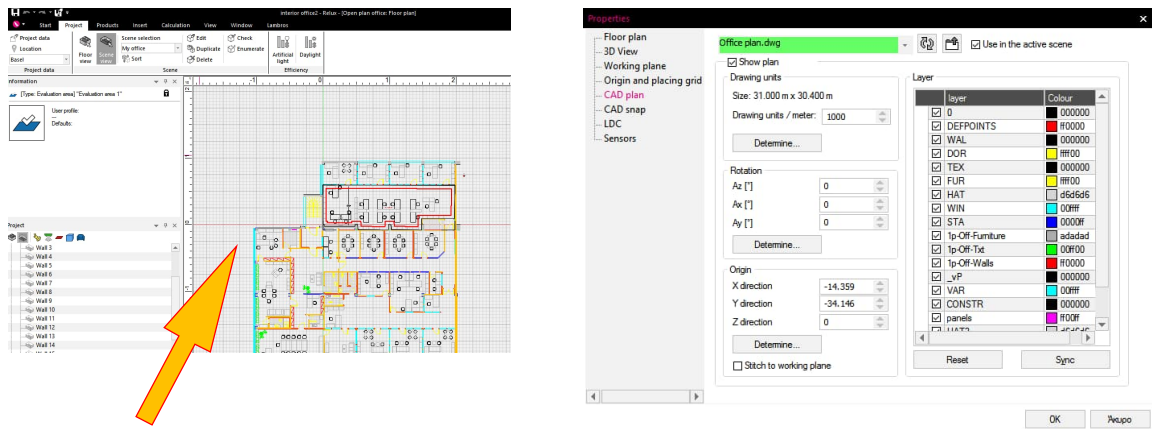 interior office2 - Relux - [Open plan office: Floor plan]
Start Project Products Insert Calculation View Window Lambros
Project data
Location
Basel
Project data
Floor view
Scene view
Scene selection
My office
Sort
Edit
Duplicate
Delete
Check
Enumerate
Scene
Artificial light
Daylight
Efficiency
[Type: Evaluation area] "Evaluation area 1"
User profile:
---
Defaults:
Project
Wall 3
Wall 4
Wall 5
Wall 6
Wall 7
Wall 8
Wall 9
Wall 10
Wall 11
Wall 12
Wall 13
Wall 14
-1 0 1 2
Properties
Floor plan
3D View
Working plane
Origin and placing grid
CAD plan
CAD snap
LDC
Sensors
Office plan.dwg
Use in the active scene
Show plan
Drawing units
Size: 31.000 m x 30.400 m
Drawing units / meter: 1000
Determine...
Rotation
Az [°] 0
Ax [°] 0
Ay [°] 0
Determine...
Origin
X direction -14.359
Y direction -34.146
Z direction 0
Determine...
Stitch to working plane
Layer
layer Colour
0 000000
DEFPOINTS ff0000
WAL 000000
DOR ffff00
TEX 000000
FUR ffff00
HAT d6d6d6
WIN 00ffff
STA 0000ff
1p-Off-Furniture adadad
1p-Off-Txt 00ff00
1p-Off-Walls ff0000
_vP 000000
VAR 00ffff
CONSTR 000000
panels ff00ff
HAT2 d6d6d6
Reset Sync
OK Άκυρο